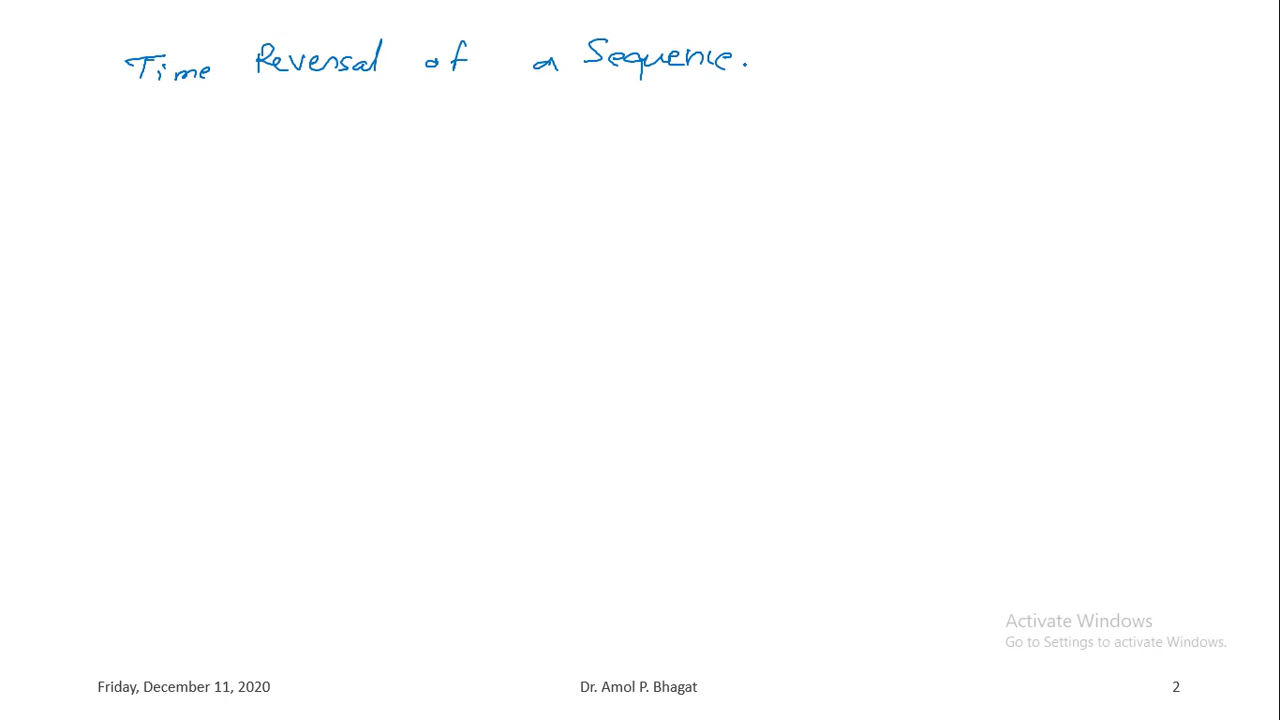 Time Reversal of a Sequence.
Activate Windows
Go to Settings to activate Windows.
Friday, December 11, 2020 Dr. Amol P. Bhagat 2